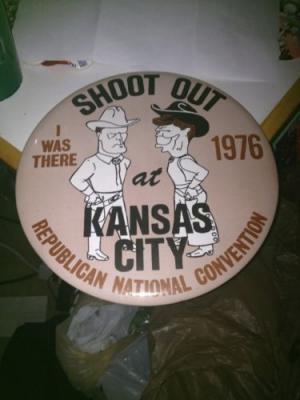 SHOOT OUT
I
WAS
THERE
1976
at
KANSAS
CITY
REPUBLICAN NATIONAL CONVENTION